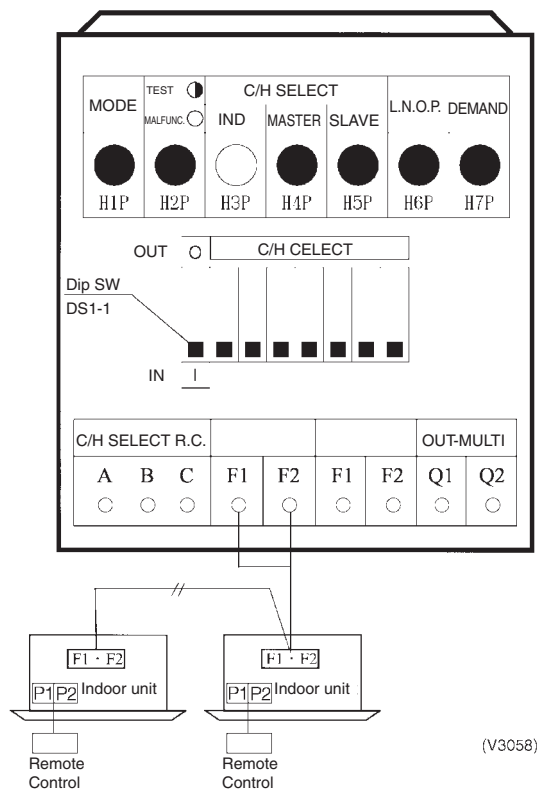 TEST C/H SELECT
MODE L.N.O.P. DEMAND
MALFUNC. IND MASTER SLAVE
H1P H2P H3P H4P H5P H6P H7P
OUT C/H CELECT
Dip SW
DS1-1
IN
C/H SELECT R.C. OUT-MULTI
A B C F1 F2 F1 F2 Q1 Q2
F1 · F2 F1 · F2
P1 P2 Indoor unit P1 P2 Indoor unit
Remote Remote
Control Control
(V3058)